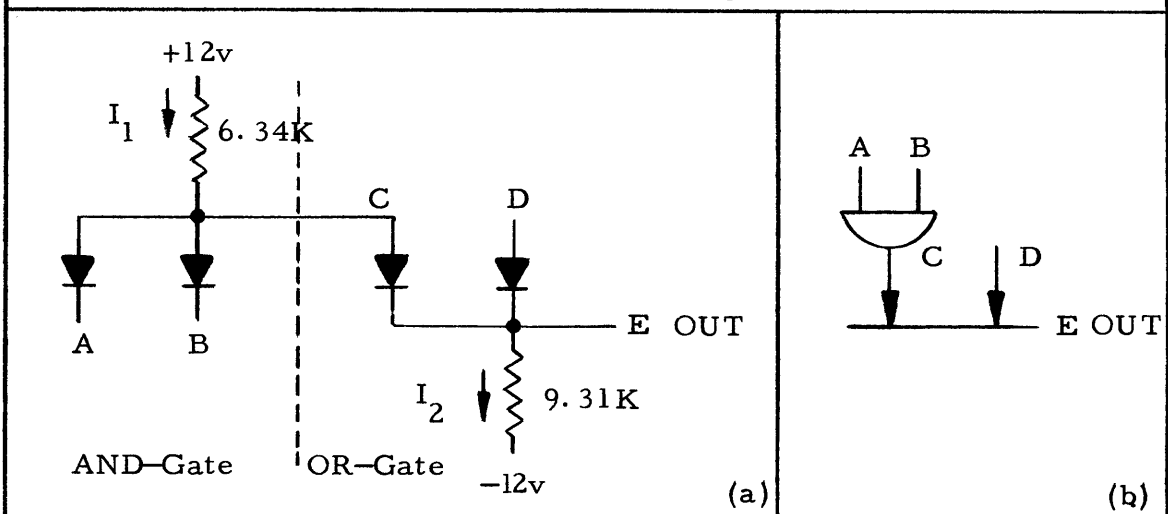 +12v
I1
6.34K
C
D
A
B
E OUT
I2
9.31K
AND-Gate
OR-Gate
-12v
(a)
A
B
C
D
E OUT
(b)